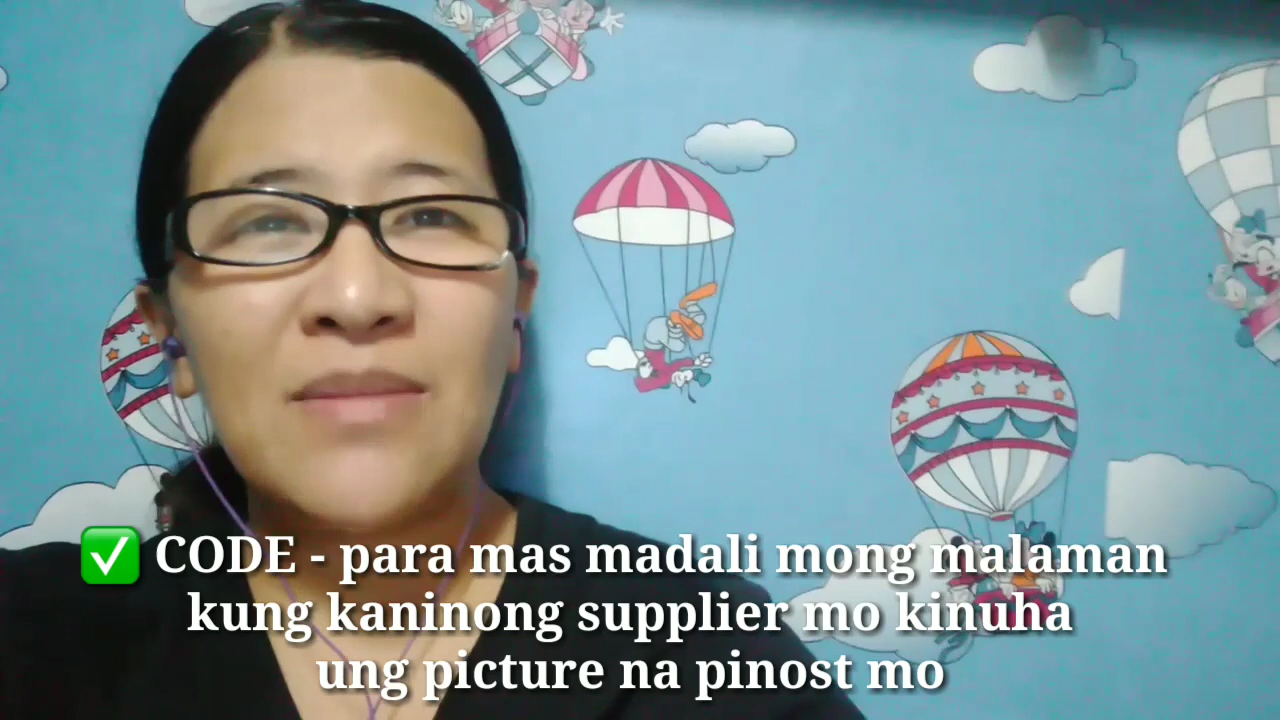 ✅ CODE - para mas madali mong malaman
kung kaninong supplier mo kinuha
ung picture na pinost mo